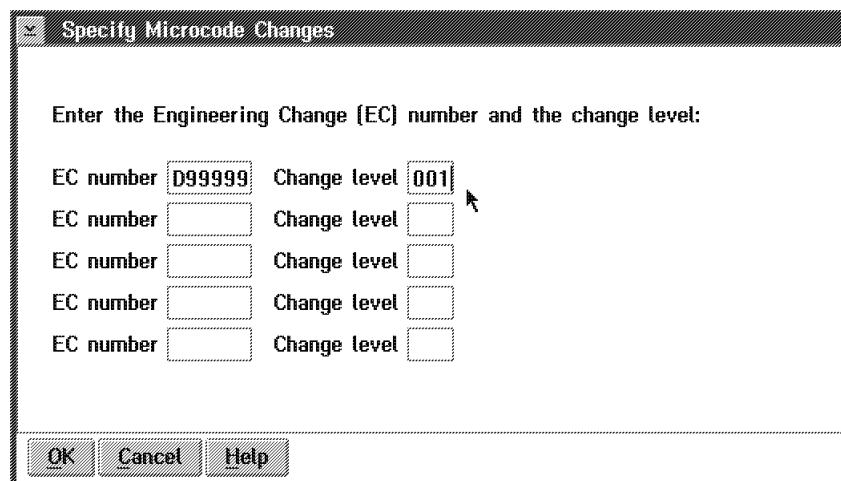 Specify Microcode Changes
Enter the Engineering Change (EC) number and the change level:
EC number D99999 Change level 001
EC number Change level
EC number Change level
EC number Change level
EC number Change level
OK Cancel Help